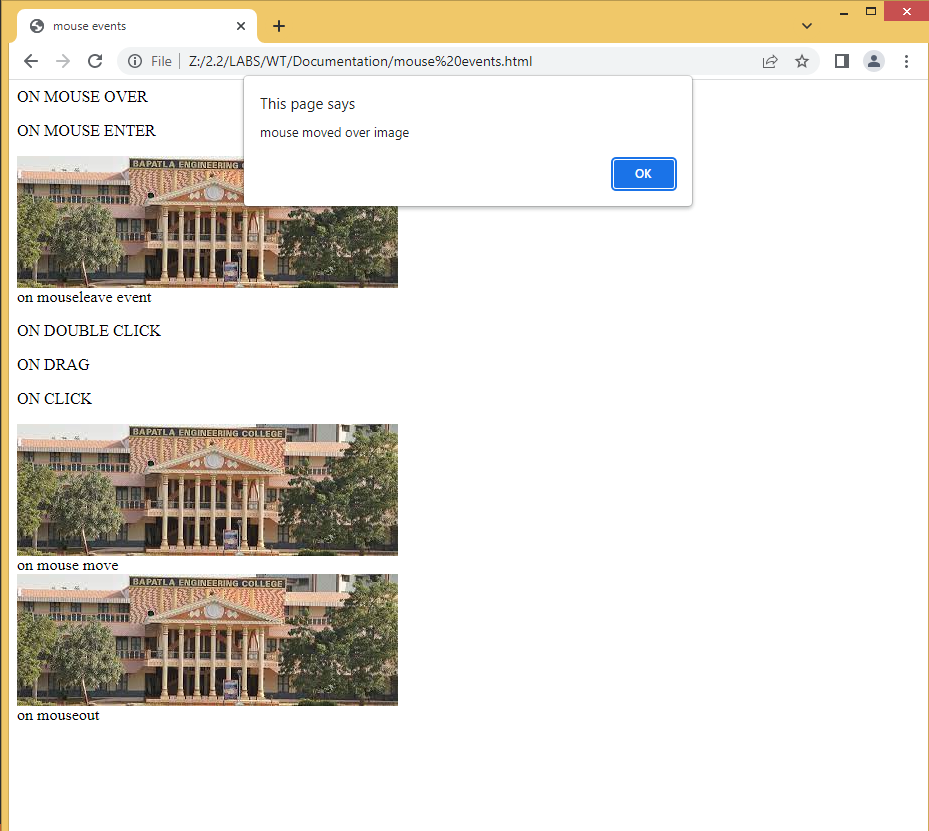 mouse events
File Z:/2.2/LABS/WT/Documentation/mouse%20events.html
This page says
mouse moved over image
OK
ON MOUSE OVER
ON MOUSE ENTER
BAPATLA ENGINEERING
on mouseleave event
ON DOUBLE CLICK
ON DRAG
ON CLICK
BAPATLA ENGINEERING COLLEGE
on mouse move
BAPATLA ENGINEERING COLLEGE
on mouseout